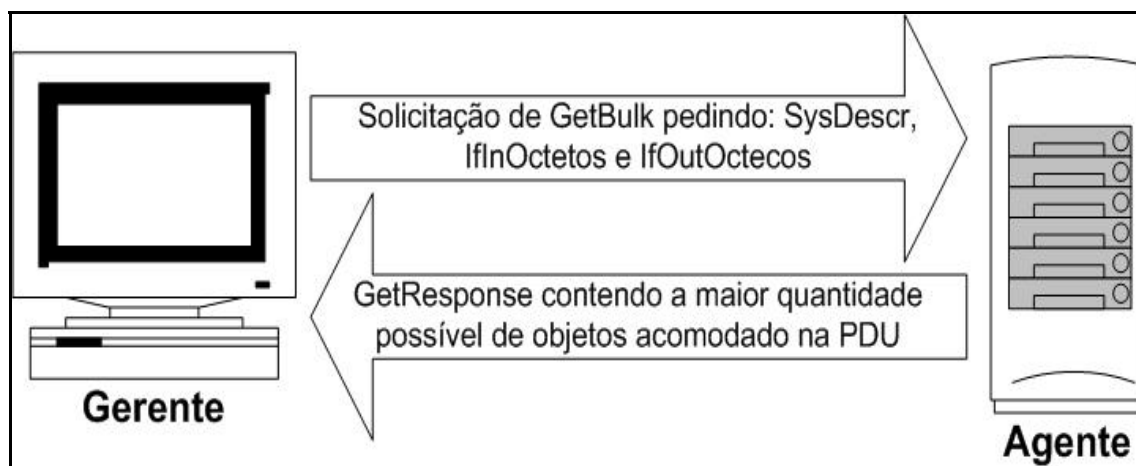 Solicitação de GetBulk pedindo: SysDescr,
IfInOctetos e IfOutOctecos
GetResponse contendo a maior quantidade
possível de objetos acomodado na PDU
Gerente
Agente